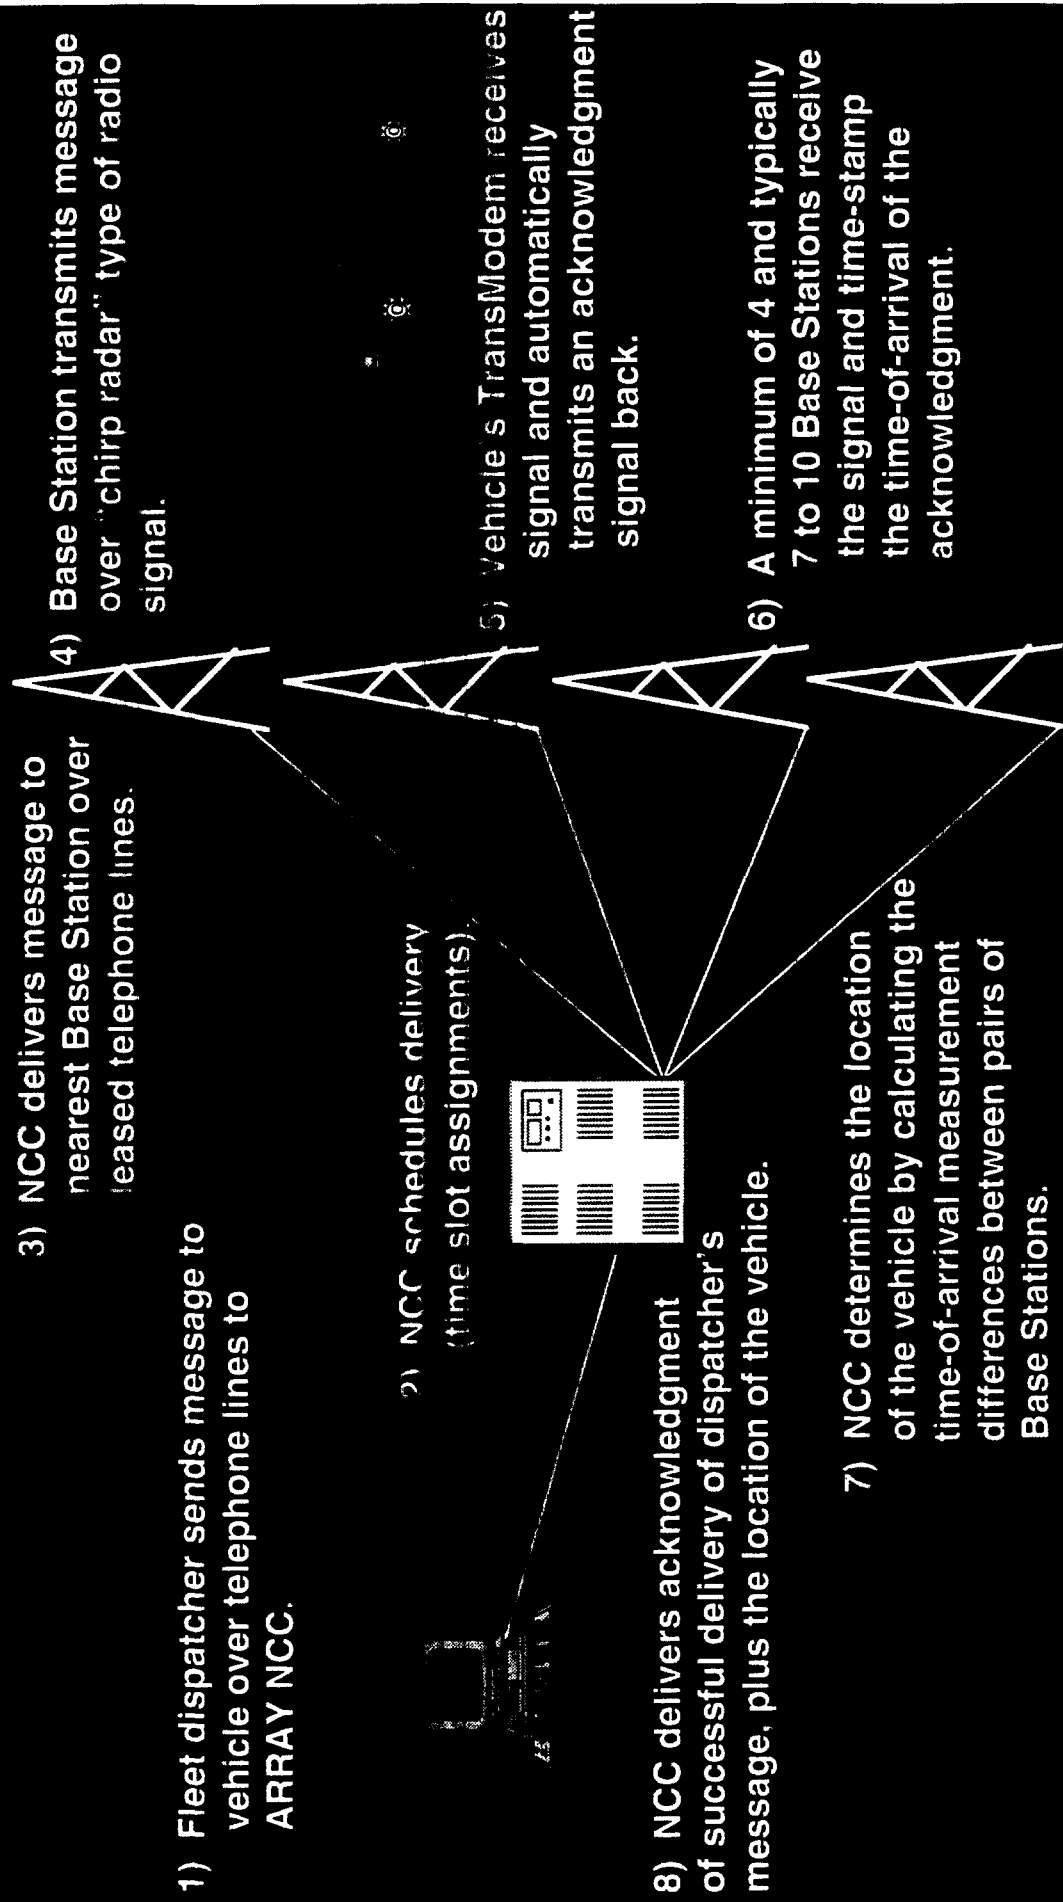 1) Fleet dispatcher sends message to
vehicle over telephone lines to
ARRAY NCC.
2) NCC schedules delivery
(time slot assignments).
3) NCC delivers message to
nearest Base Station over
leased telephone lines.
4) Base Station transmits message
over "chirp radar" type of radio
signal.
5) Vehicle's TransModem receives
signal and automatically
transmits an acknowledgment
signal back.
6) A minimum of 4 and typically
7 to 10 Base Stations receive
the signal and time-stamp
the time-of-arrival of the
acknowledgment.
7) NCC determines the location
of the vehicle by calculating the
time-of-arrival measurement
differences between pairs of
Base Stations.
8) NCC delivers acknowledgment
of successful delivery of dispatcher's
message, plus the location of the vehicle.